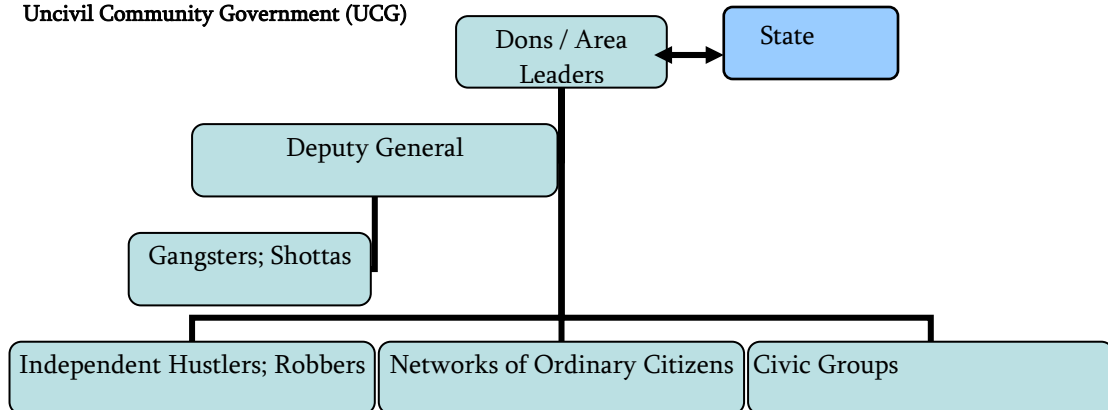 Uncivil Community Government (UCG)
Dons / Area
Leaders
State
Deputy General
Gangsters; Shottas
Independent Hustlers; Robbers
Networks of Ordinary Citizens
Civic Groups